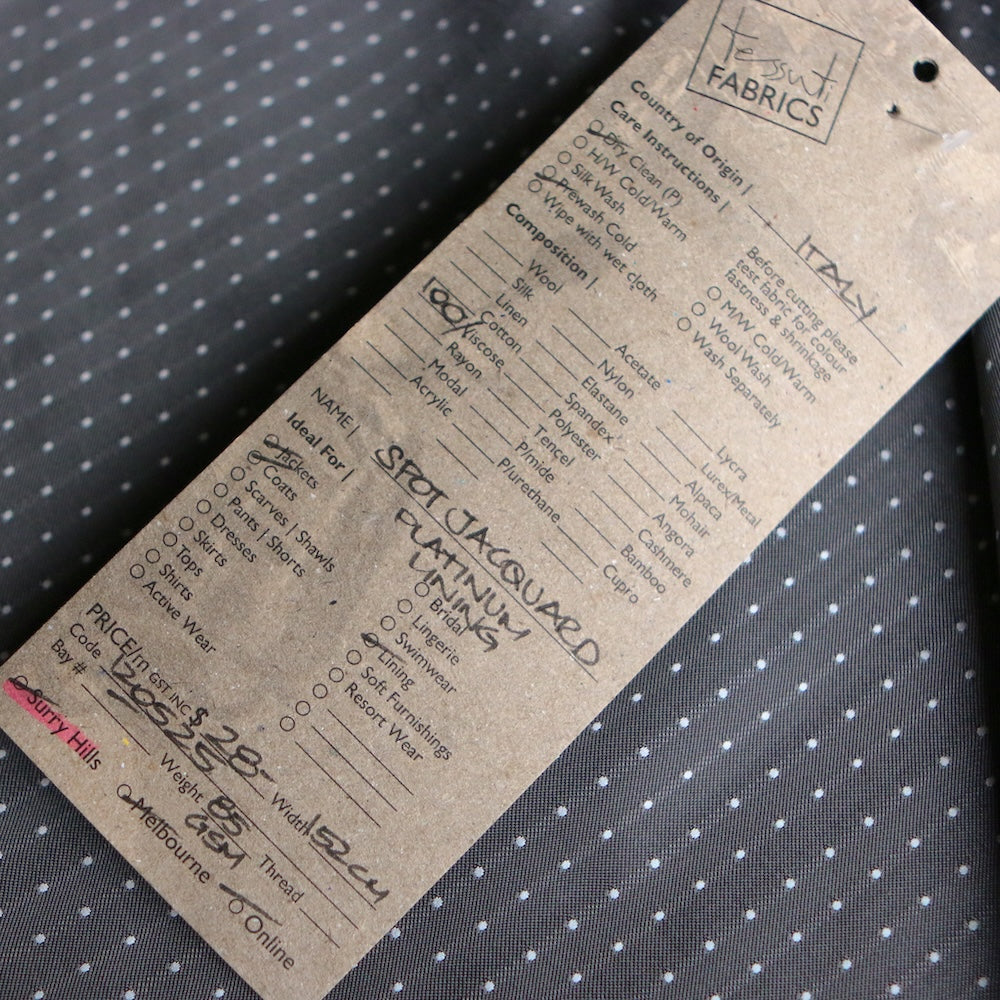 tessuti
FABRICS
Country of Origin | ITALY
Care Instructions |
Dry Clean (P)
H/W Cold/Warm
Silk Wash
Prewash Cold
Wipe with wet cloth
Before cutting please
test fabric for colour
fastness & shrinkage
M/W Cold/Warm
Wool Wash
Wash Separately
Composition |
Wool
Silk
Linen
Cotton
100% Viscose
Rayon
Modal
Acrylic
Acetate
Nylon
Elastane
Spandex
Polyester
Tencel
P/mide
P/urethane
Lycra
Lurex/Metal
Alpaca
Mohair
Angora
Cashmere
Bamboo
Cupro
NAME | SPOT JACQUARD
PLATINUM
LINING
Ideal For |
Jackets
Coats
Scarves | Shawls
Pants | Shorts
Dresses
Skirts
Tops
Shirts
Active Wear
Bridal
Lingerie
Swimwear
Lining
Soft Furnishings
Resort Wear
PRICE/m GST INC $ 28-
Width 152cm
Code 120525
Weight 85
GSM
Thread
Bay #
Surry Hills
Melbourne
Online